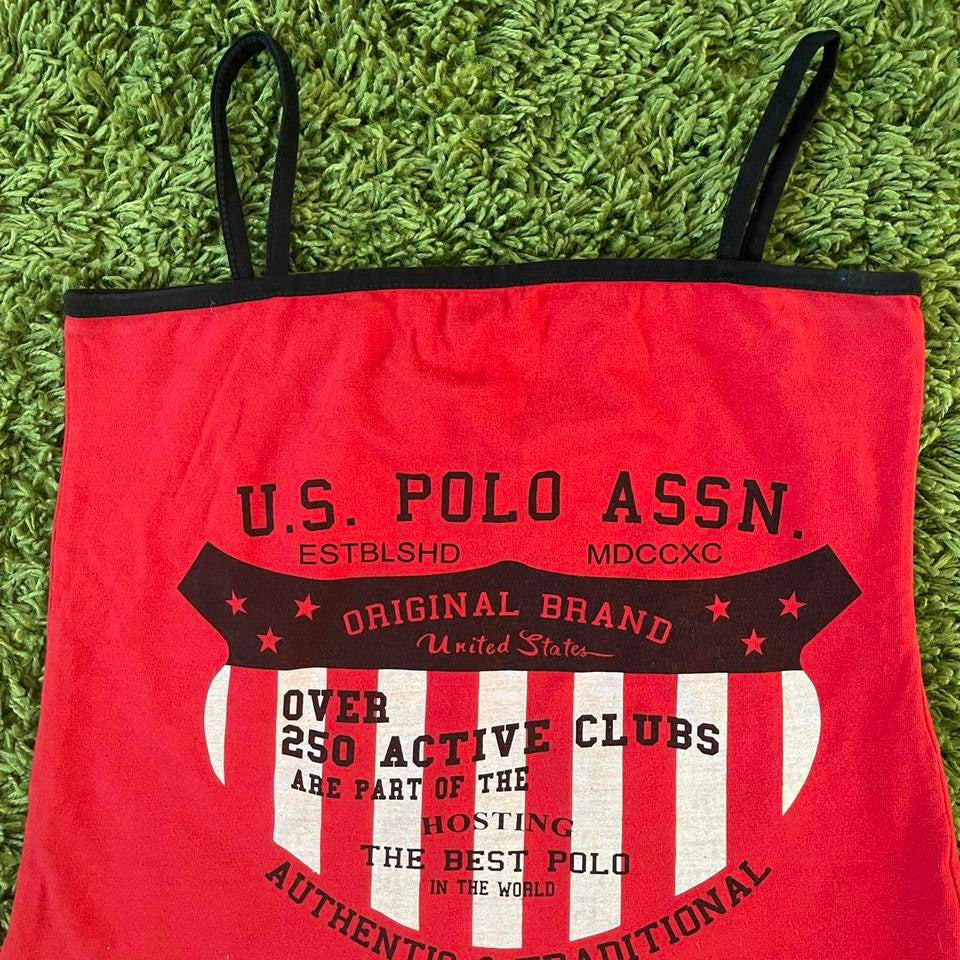 U.S. POLO ASSN.
ESTBLSHD MDCCXC
ORIGINAL BRAND
United States
OVER
250 ACTIVE CLUBS
ARE PART OF THE
HOSTING
THE BEST POLO
IN THE WORLD
AUTHENTIC & TRADITIONAL